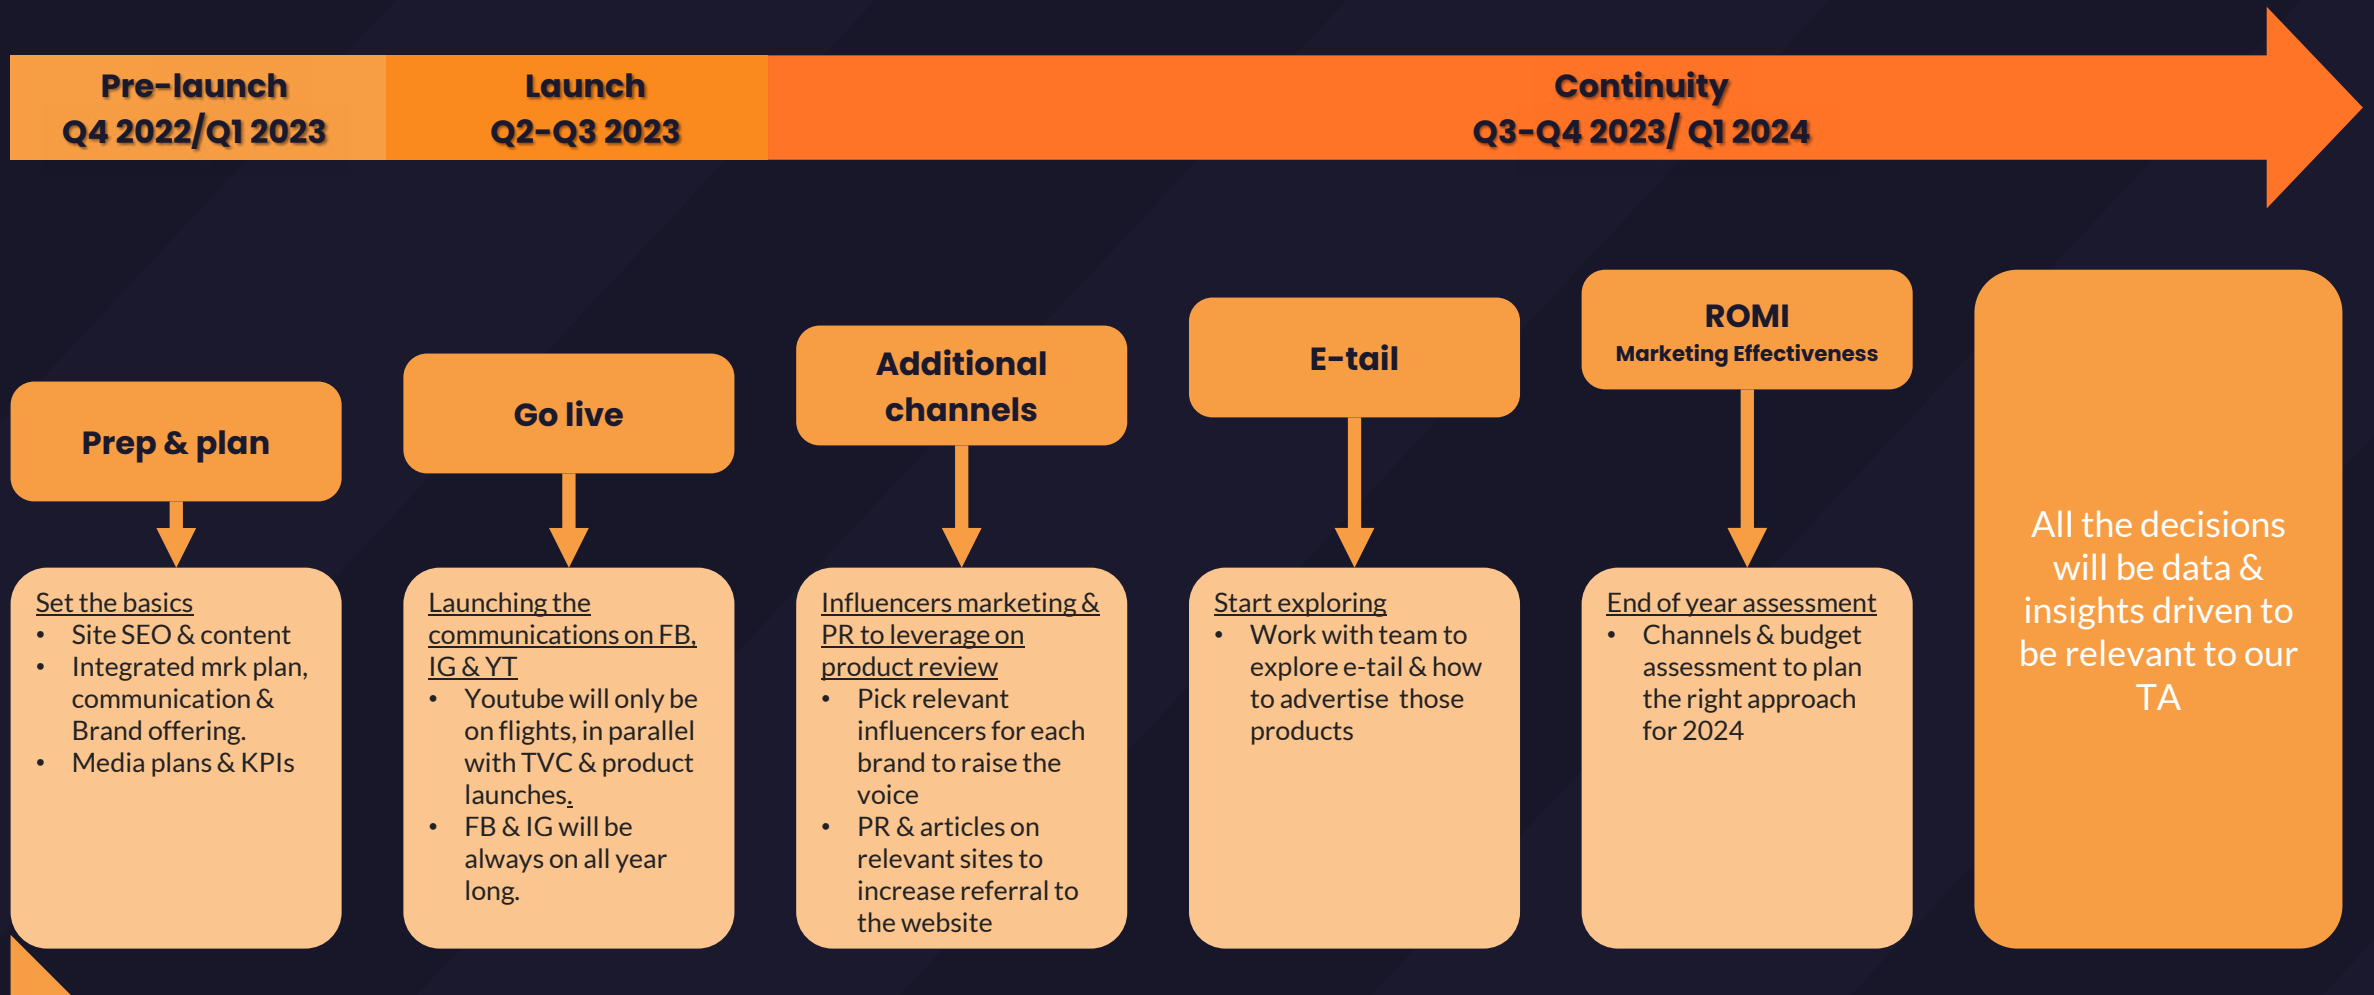 Pre-launch
Q4 2022/Q1 2023
Launch
Q2-Q3 2023
Continuity
Q3-Q4 2023/ Q1 2024
Prep & plan
Set the basics
• Site SEO & content
• Integrated mrk plan,
communication &
Brand offering.
• Media plans & KPIs
Go live
Launching the
communications on FB,
IG & YT
• Youtube will only be
on flights, in parallel
with TVC & product
launches.
• FB & IG will be
always on all year
long.
Additional
channels
Influencers marketing &
PR to leverage on
product review
• Pick relevant
influencers for each
brand to raise the
voice
• PR & articles on
relevant sites to
increase referral to
the website
E-tail
Start exploring
• Work with team to
explore e-tail & how
to advertise  those
products
ROMI
Marketing Effectiveness
End of year assessment
• Channels & budget
assessment to plan
the right approach
for 2024
All the decisions
will be data &
insights driven to
be relevant to our
TA